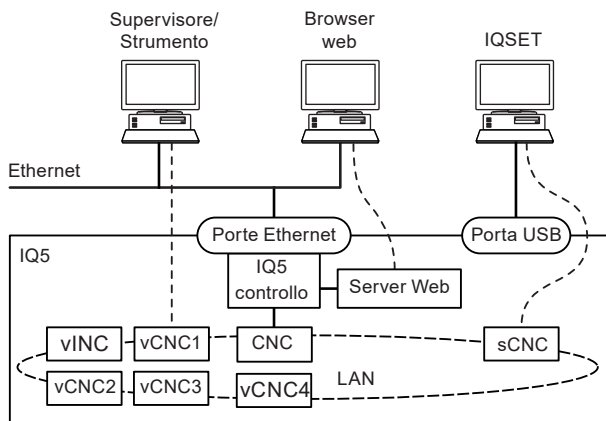 Supervisore/
Strumento
Browser
web
IQSET
Ethernet
Porte Ethernet
Porta USB
IQ5
IQ5
controllo
Server Web
vINC
vCNC1
CNC
sCNC
LAN
vCNC2
vCNC3
vCNC4